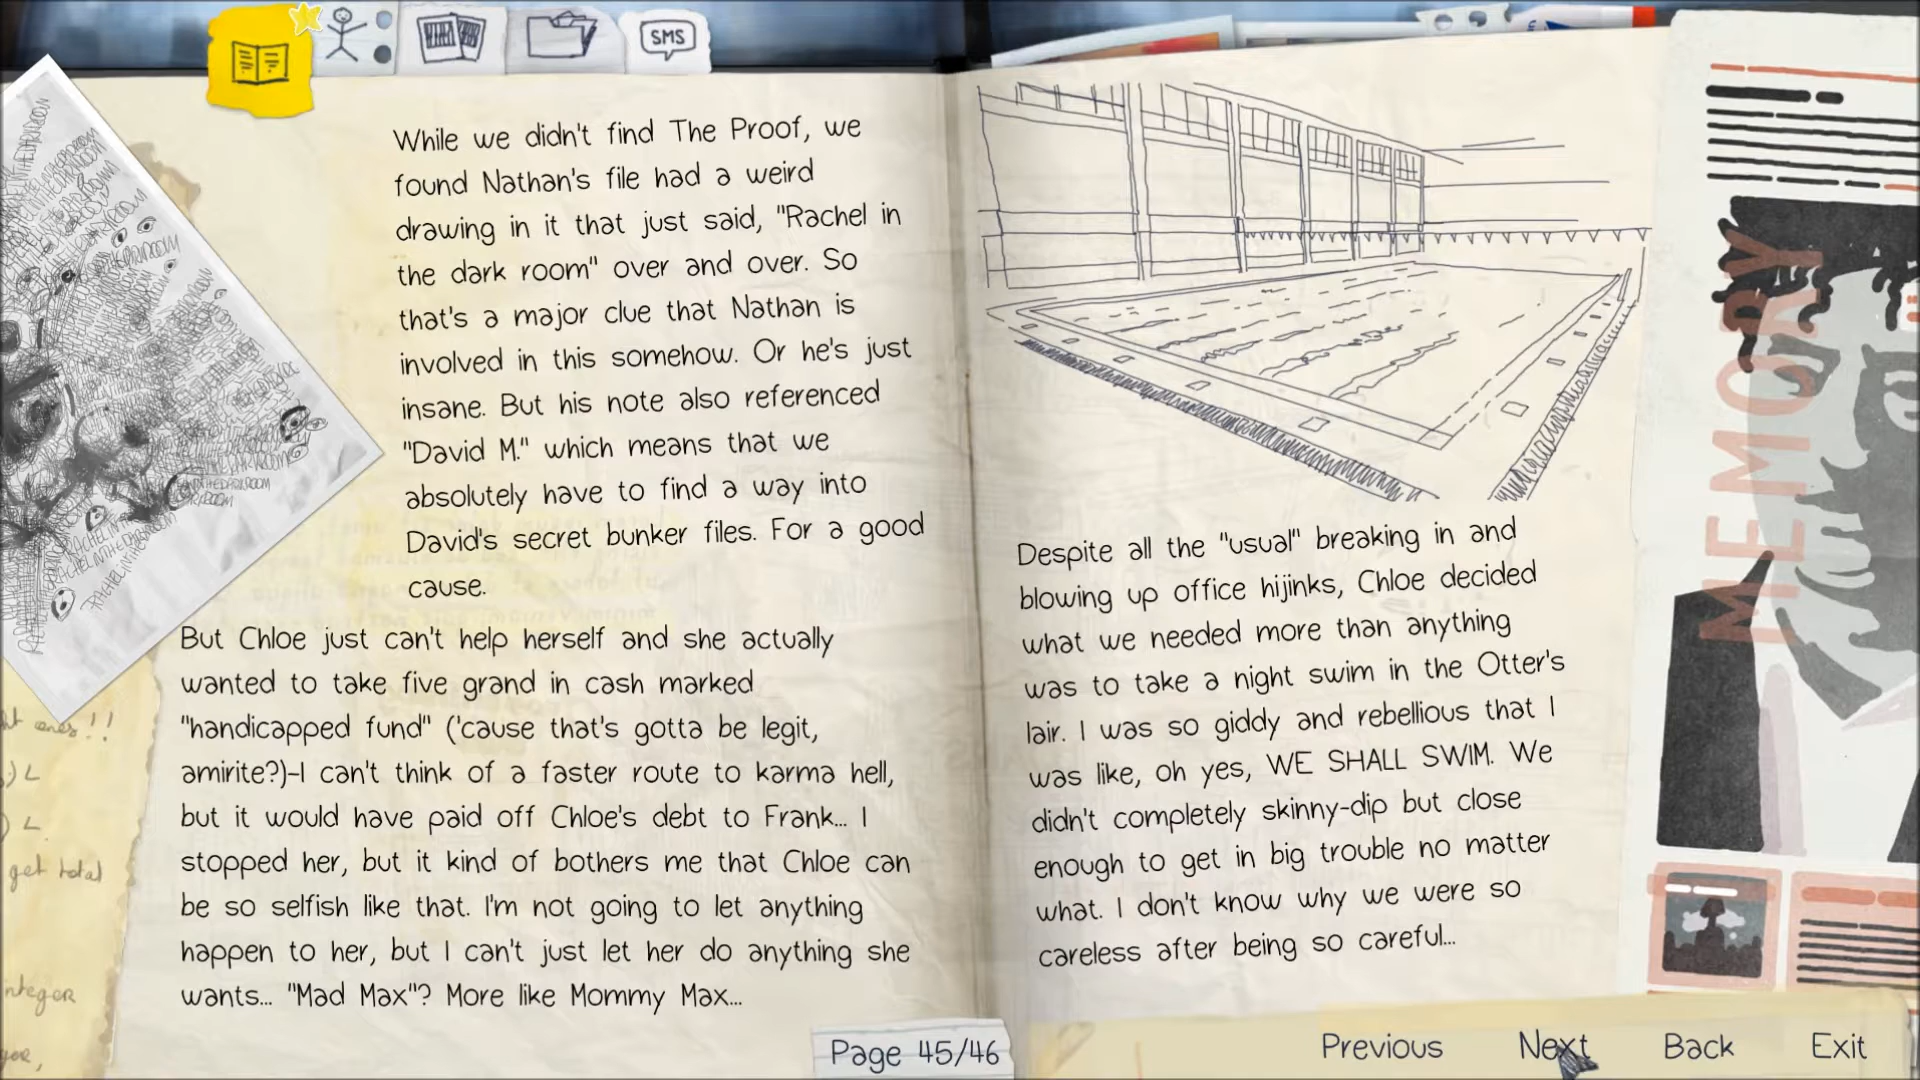 SMS
While we didn't find The Proof, we
found Nathan's file had a weird
drawing in it that just said, "Rachel in
the dark room" over and over. So
that's a major clue that Nathan is
involved in this somehow. Or he's just
insane. But his note also referenced
"David M." which means that we
absolutely have to find a way into
David's secret bunker files. For a good
cause.
But Chloe just can't help herself and she actually
wanted to take five grand in cash marked
"handicapped fund" ('cause that's gotta be legit,
amirite?)-I can't think of a faster route to karma hell,
but it would have paid off Chloe's debt to Frank... I
stopped her, but it kind of bothers me that Chloe can
be so selfish like that. I'm not going to let anything
happen to her, but I can't just let her do anything she
wants... "Mad Max"? More like Mommy Max...
get total
Despite all the "usual" breaking in and
blowing up office hijinks, Chloe decided
what we needed more than anything
was to take a night swim in the Otter's
lair. I was so giddy and rebellious that I
was like, oh yes, WE SHALL SWIM. We
didn't completely skinny-dip but close
enough to get in big trouble no matter
what. I don't know why we were so
careless after being so careful...
MEMORY
Page 45/46
Previous Next Back Exit